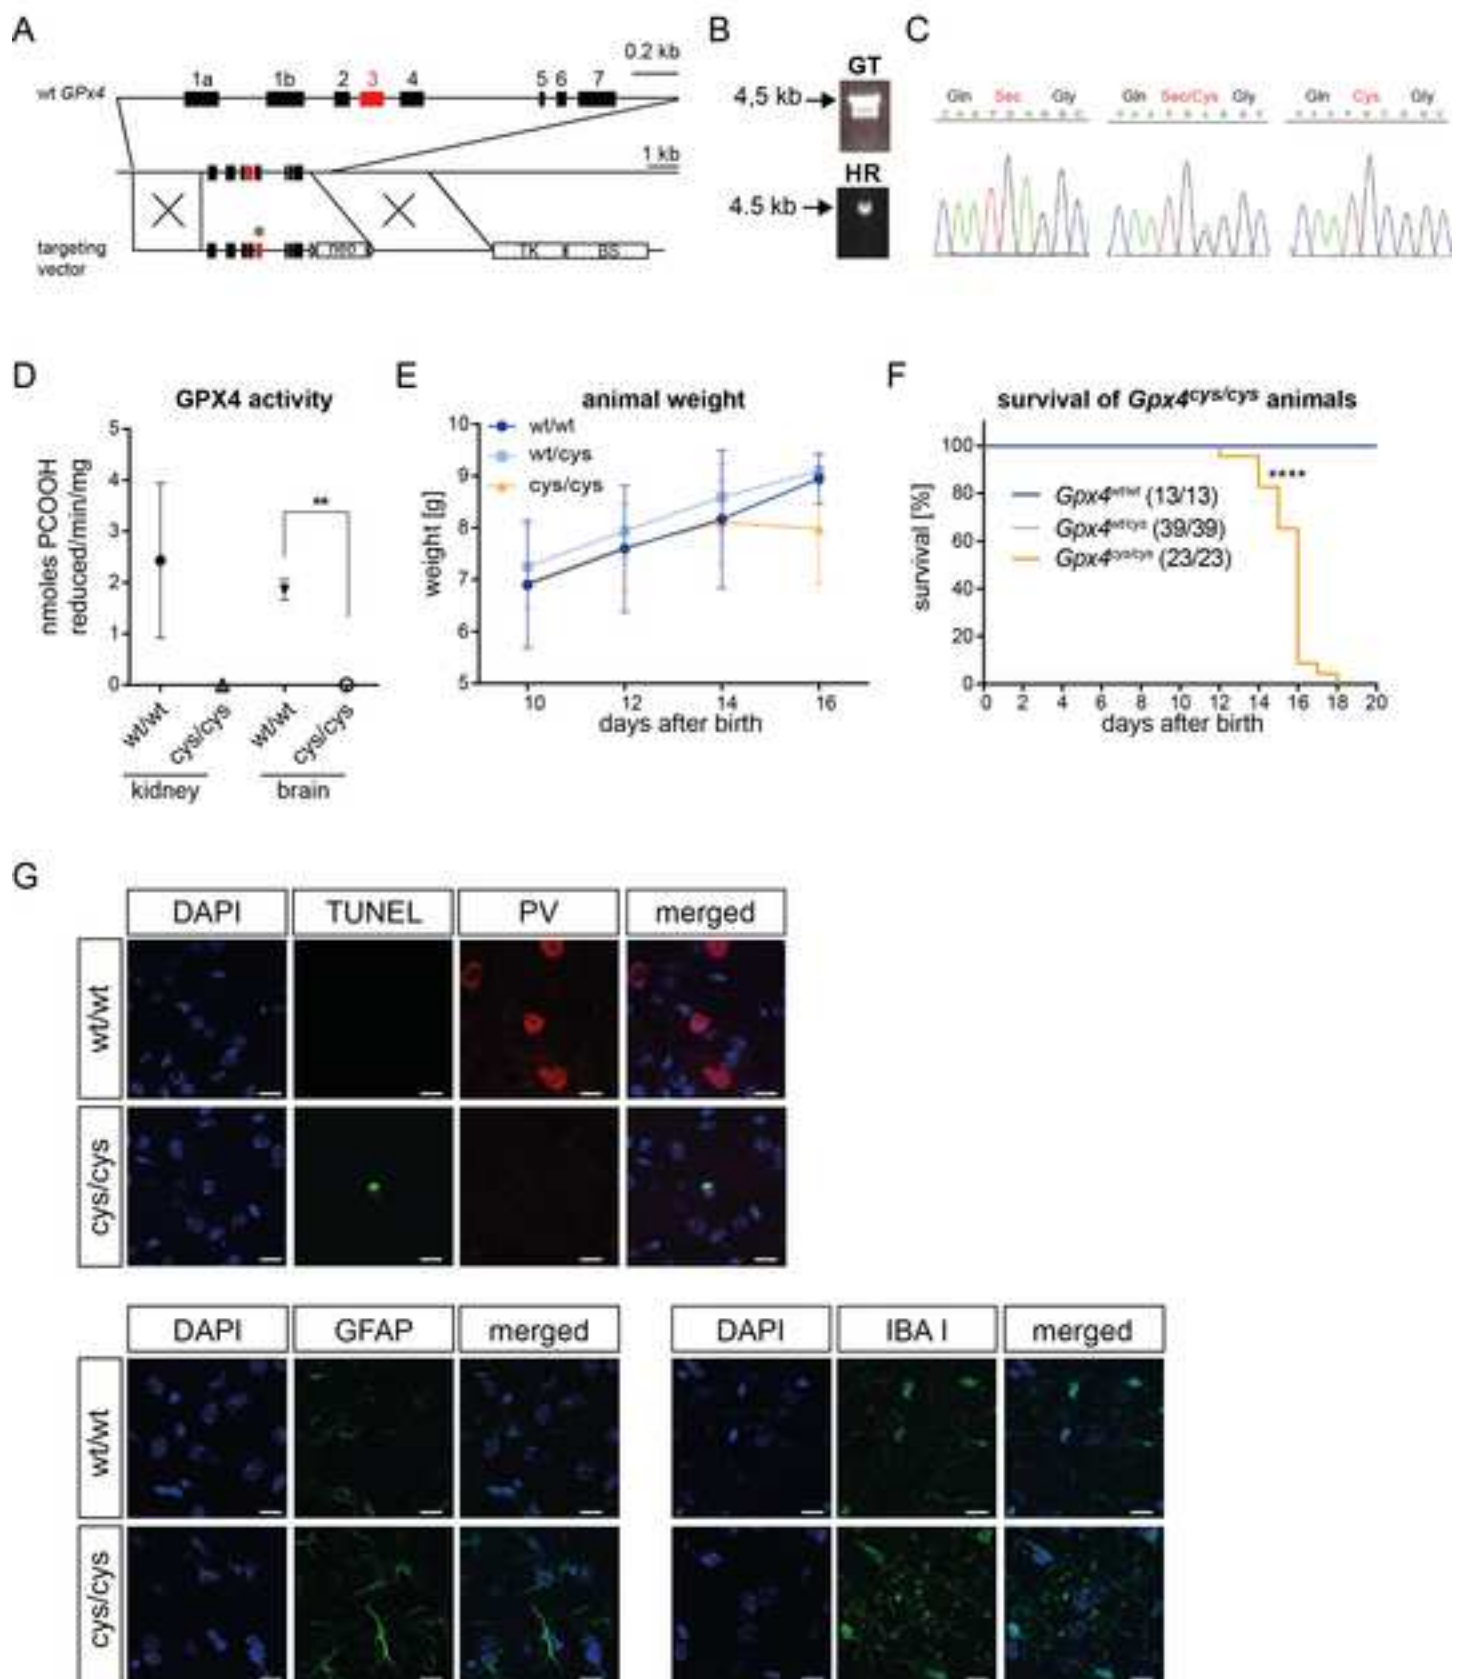 A
B
C
0.2 kb
1a
1b
2
3
4
5
6
7
wt GPx4
1 kb
targeting
vector
neo
TK
BS
GT
4.5 kb
HR
4.5 kb
Gln Sec Gly
Gln Sec/Cys Gly
Gln Cys Gly
D
GPX4 activity
nmoles PCOOH
reduced/min/mg
5
4
3
2
1
0
**
wt/wt
cys/cys
wt/wt
cys/cys
kidney
brain
E
animal weight
weight [g]
10
9
8
7
6
5
wt/wt
wt/cys
cys/cys
10 12 14 16
days after birth
F
survival of Gpx4cys/cys animals
survival [%]
100
80
60
40
20
0
****
Gpx4wt/wt (13/13)
Gpx4wt/cys (39/39)
Gpx4cys/cys (23/23)
0 2 4 6 8 10 12 14 16 18 20
days after birth
G
DAPI TUNEL PV merged
wt/wt
cys/cys
DAPI GFAP merged
DAPI IBA I merged
wt/wt
cys/cys